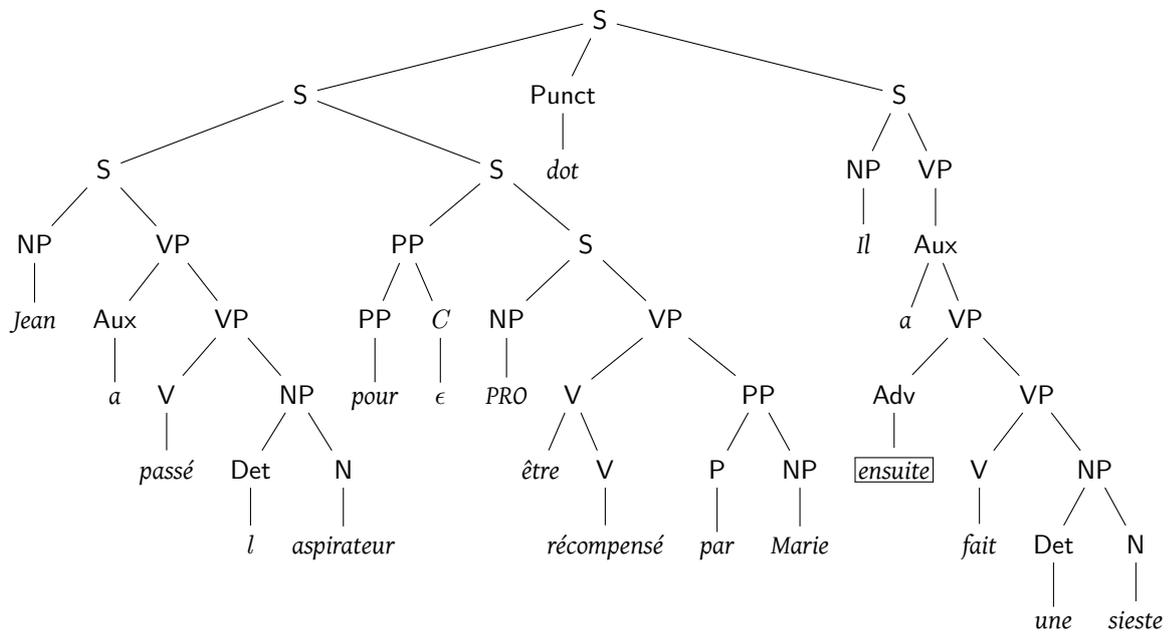 S
S Punct S
S S dot NP VP
NP VP PP S Il Aux
Jean Aux VP PP C NP VP a VP
a V NP pour ϵ PRO V PP Adv VP
passé Det N être V P NP ensuite V NP
l aspirateur récompensé par Marie fait Det N
une sieste